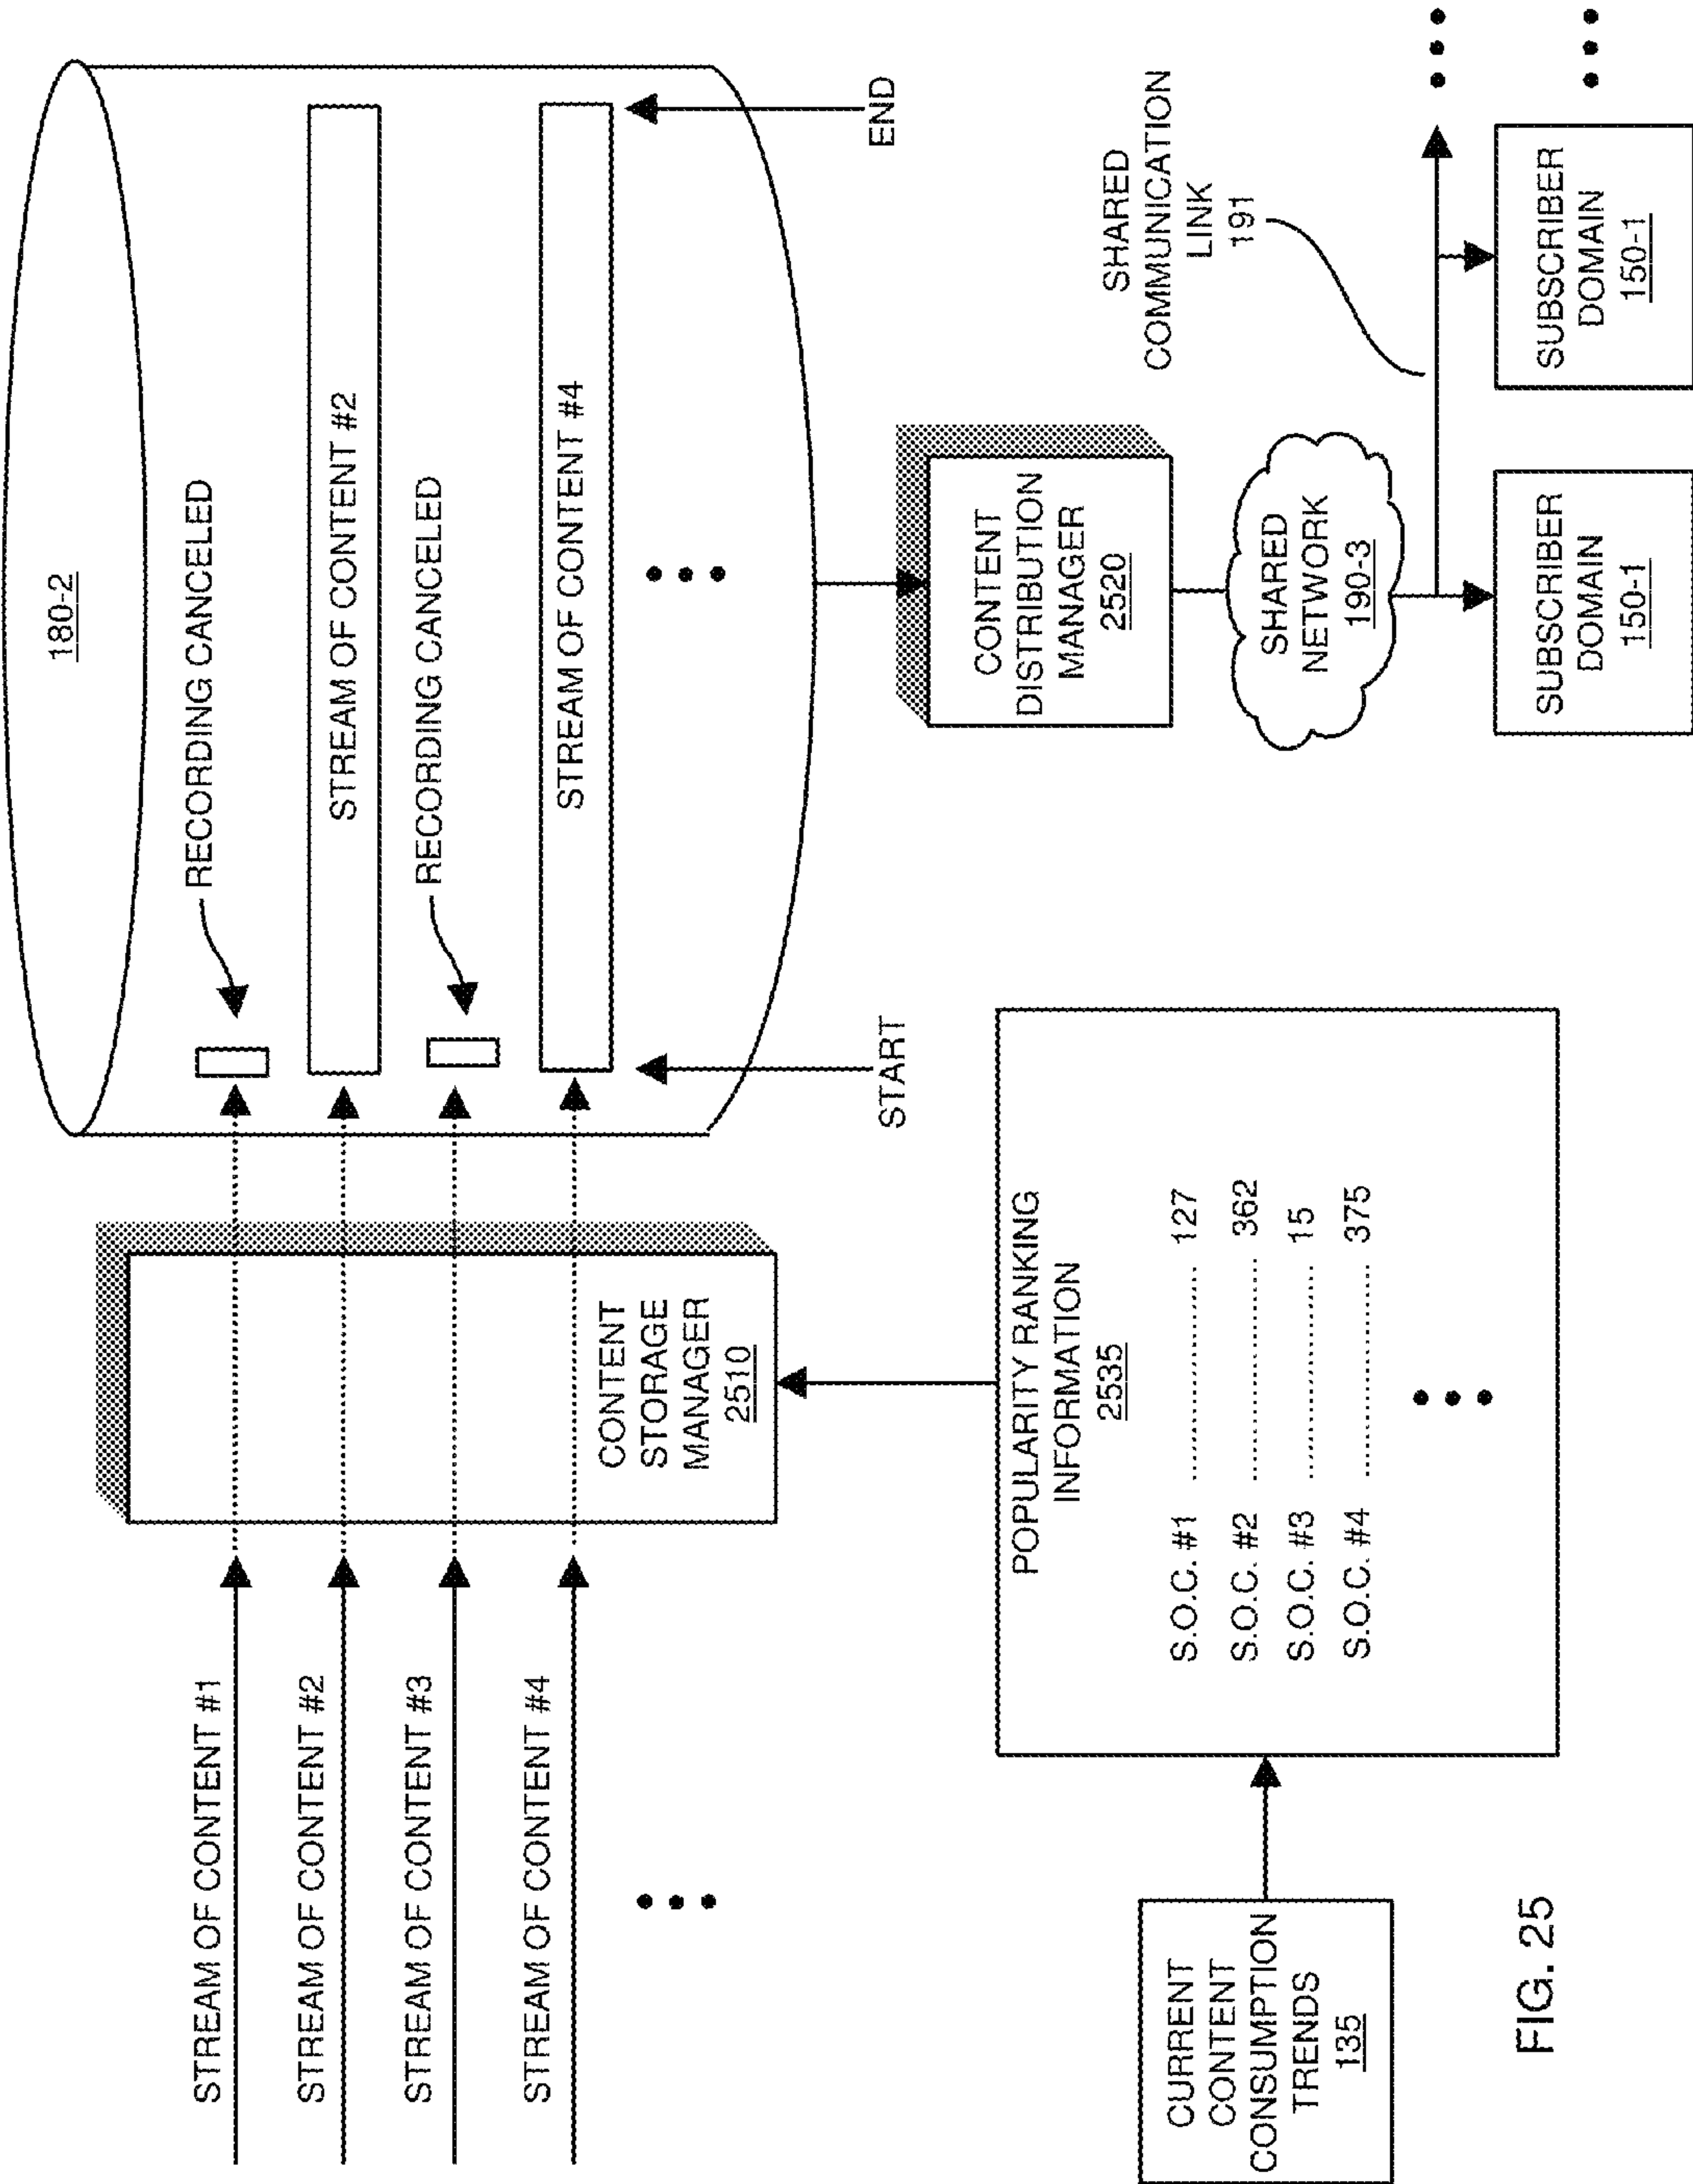 STREAM OF CONTENT #1
STREAM OF CONTENT #2
STREAM OF CONTENT #3
STREAM OF CONTENT #4
CONTENT
STORAGE
MANAGER
2510
180-2
RECORDING CANCELED
STREAM OF CONTENT #2
RECORDING CANCELED
STREAM OF CONTENT #4
START
END
CURRENT
CONTENT
CONSUMPTION
TRENDS
135
POPULARITY RANKING
INFORMATION
2535
S.O.C. #1 ................ 127
S.O.C. #2 ................ 362
S.O.C. #3 ................ 15
S.O.C. #4 ................ 375
CONTENT
DISTRIBUTION
MANAGER
2520
SHARED
NETWORK
190-3
SHARED
COMMUNICATION
LINK
191
SUBSCRIBER
DOMAIN
150-1
SUBSCRIBER
DOMAIN
150-1
FIG. 25